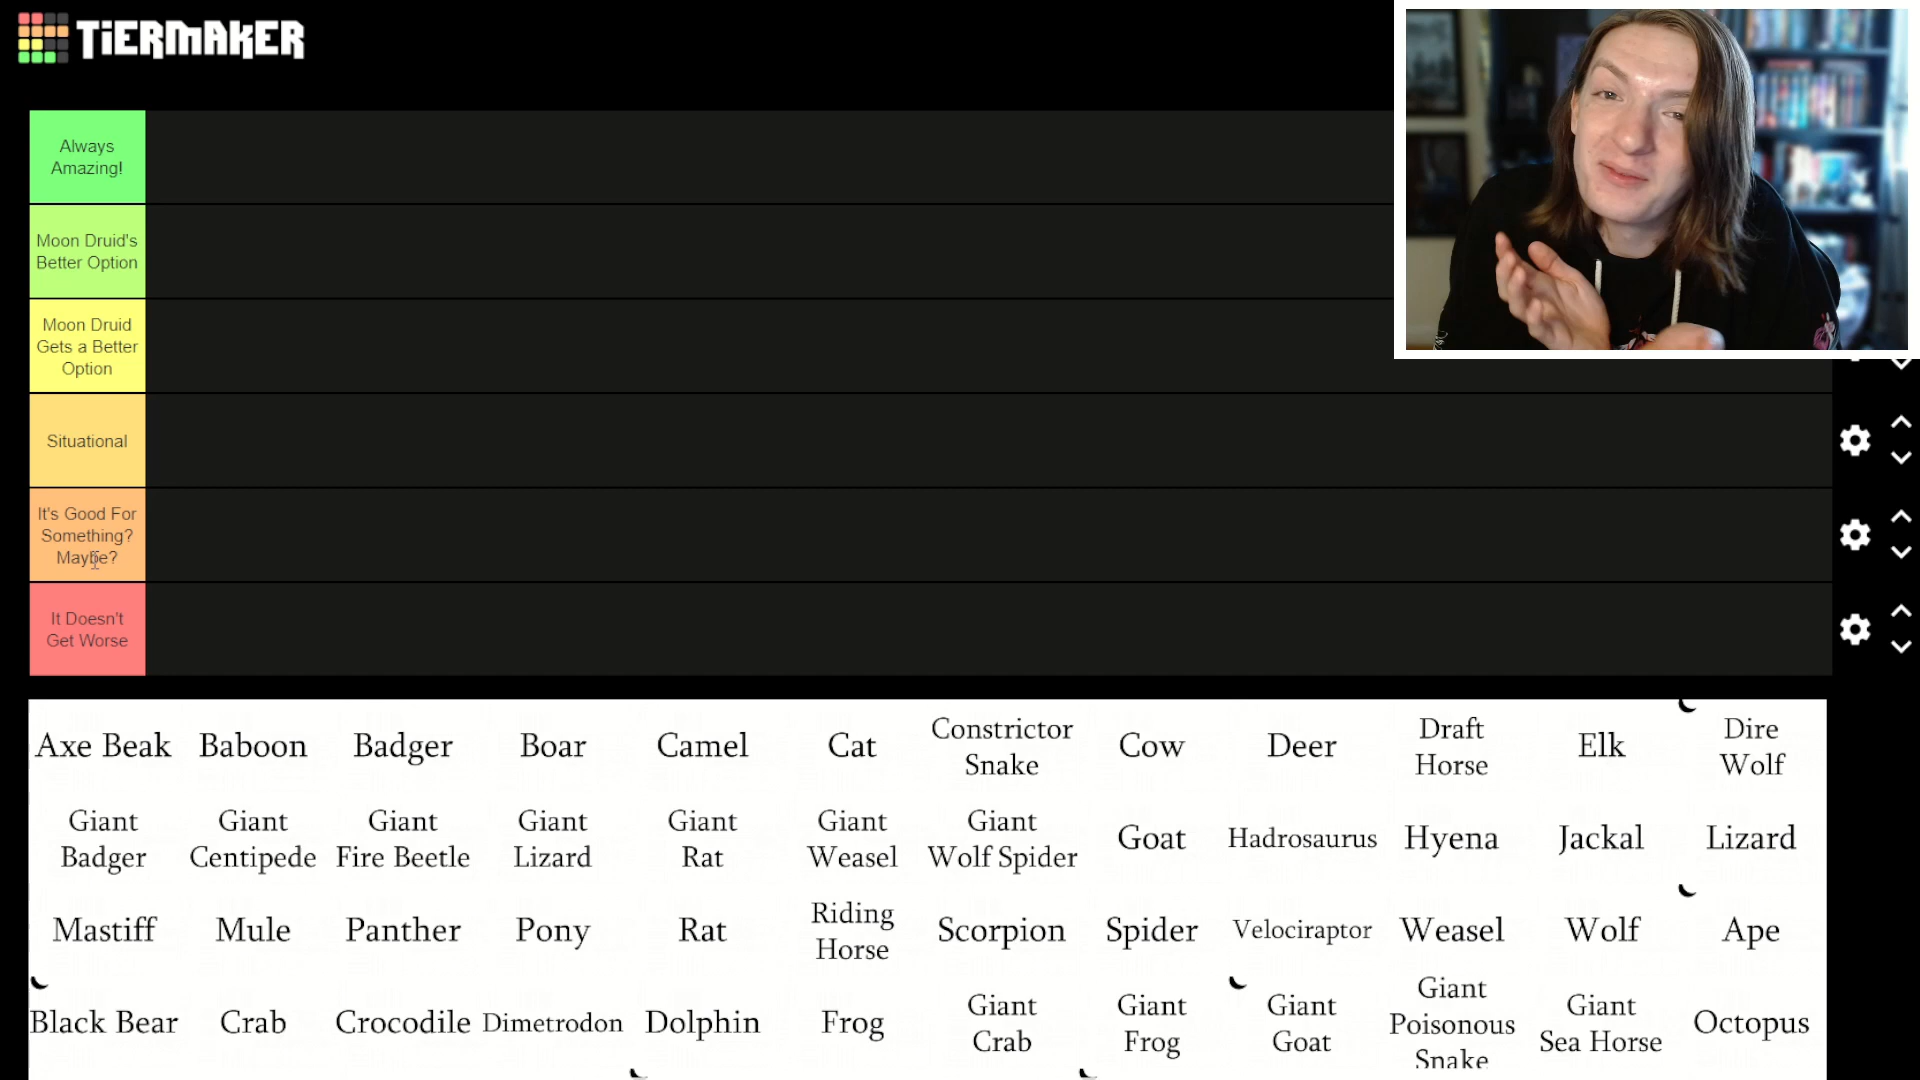 TiERMAKER
Always
Amazing!
Moon Druid's
Better Option
Moon Druid
Gets a Better
Option
Situational
It's Good For
Something?
Maybe?
It Doesn't
Get Worse
Axe Beak
Baboon
Badger
Boar
Camel
Cat
Constrictor
Snake
Cow
Deer
Draft
Horse
Elk
Dire
Wolf
Giant
Badger
Giant
Centipede
Giant
Fire Beetle
Giant
Lizard
Giant
Rat
Giant
Weasel
Giant
Wolf Spider
Goat
Hadrosaurus
Hyena
Jackal
Lizard
Mastiff
Mule
Panther
Pony
Rat
Riding
Horse
Scorpion
Spider
Velociraptor
Weasel
Wolf
Ape
Black Bear
Crab
Crocodile
Dimetrodon
Dolphin
Frog
Giant
Crab
Giant
Frog
Giant
Goat
Giant
Poisonous
Snake
Giant
Sea Horse
Octopus